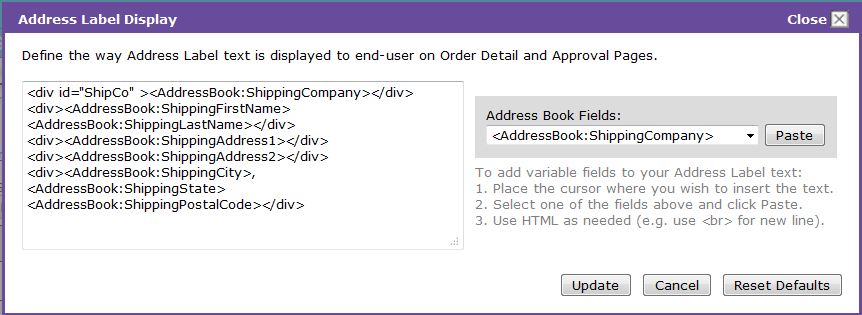 Address Label Display
Close
Define the way Address Label text is displayed to end-user on Order Detail and Approval Pages.
<div id="ShipCo" ><AddressBook:ShippingCompany></div>
<div><AddressBook:ShippingFirstName>
<AddressBook:ShippingLastName></div>
<div><AddressBook:ShippingAddress1></div>
<div><AddressBook:ShippingAddress2></div>
<div><AddressBook:ShippingCity>,
<AddressBook:ShippingState>
<AddressBook:ShippingPostalCode></div>
Address Book Fields:
<AddressBook:ShippingCompany>
Paste
To add variable fields to your Address Label text:
1. Place the cursor where you wish to insert the text.
2. Select one of the fields above and click Paste.
3. Use HTML as needed (e.g. use <br> for new line).
Update
Cancel
Reset Defaults